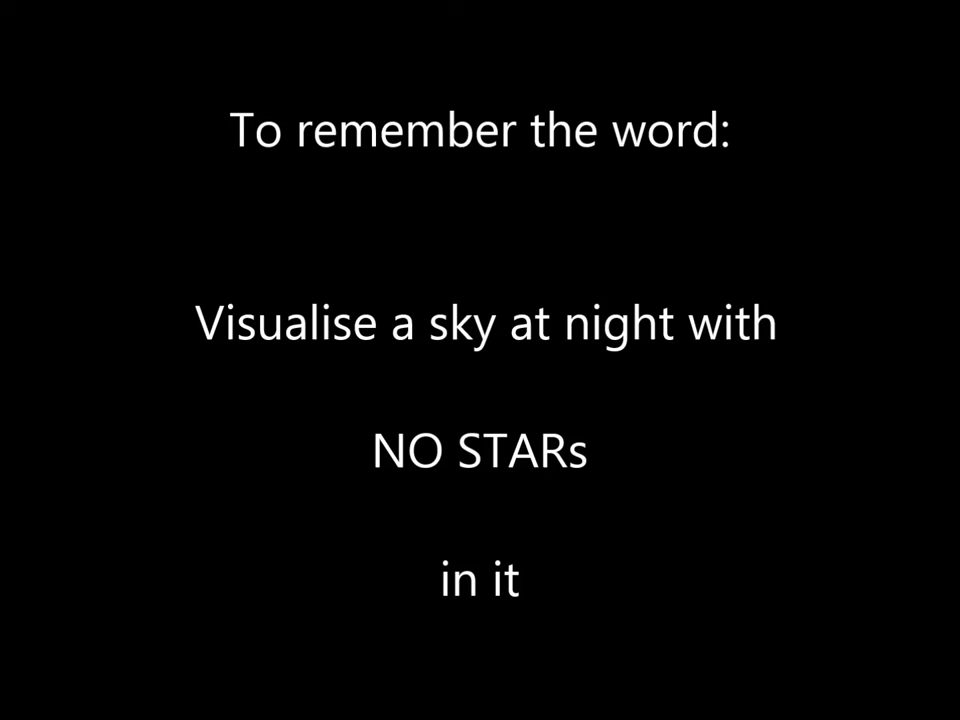 To remember the word:
Visualise a sky at night with
NO STARs
in it